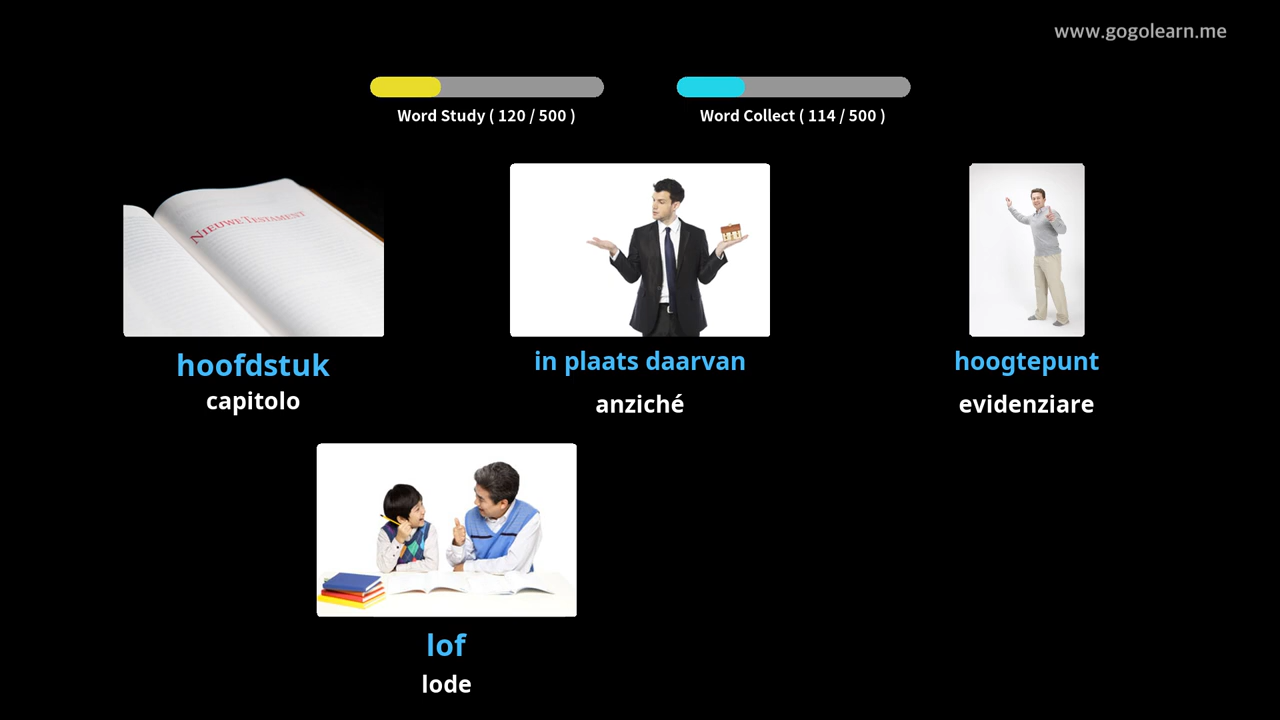 www.gogolearn.me
Word Study ( 120 / 500 )
Word Collect ( 114 / 500 )
NIEUWE TESTAMENT
hoofdstuk
capitolo
in plaats daarvan
anziché
hoogtepunt
evidenziare
lof
lode